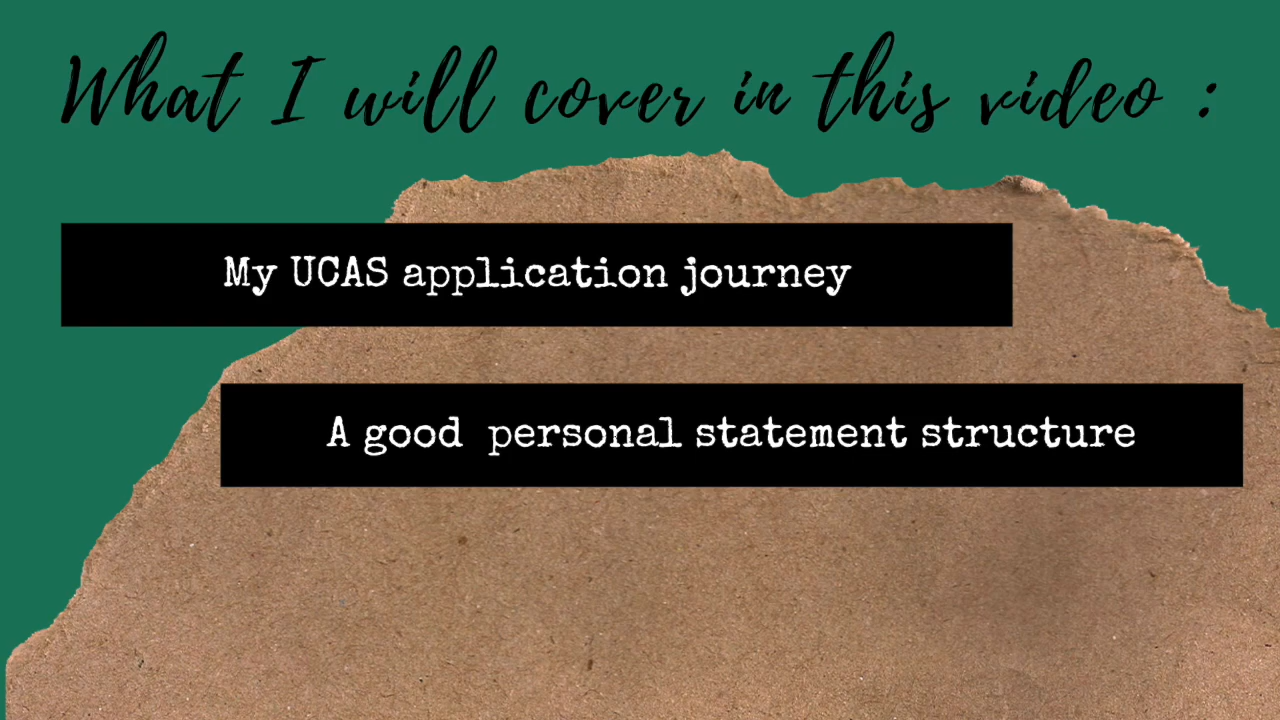 What I will cover in this video :
My UCAS application journey
A good personal statement structure